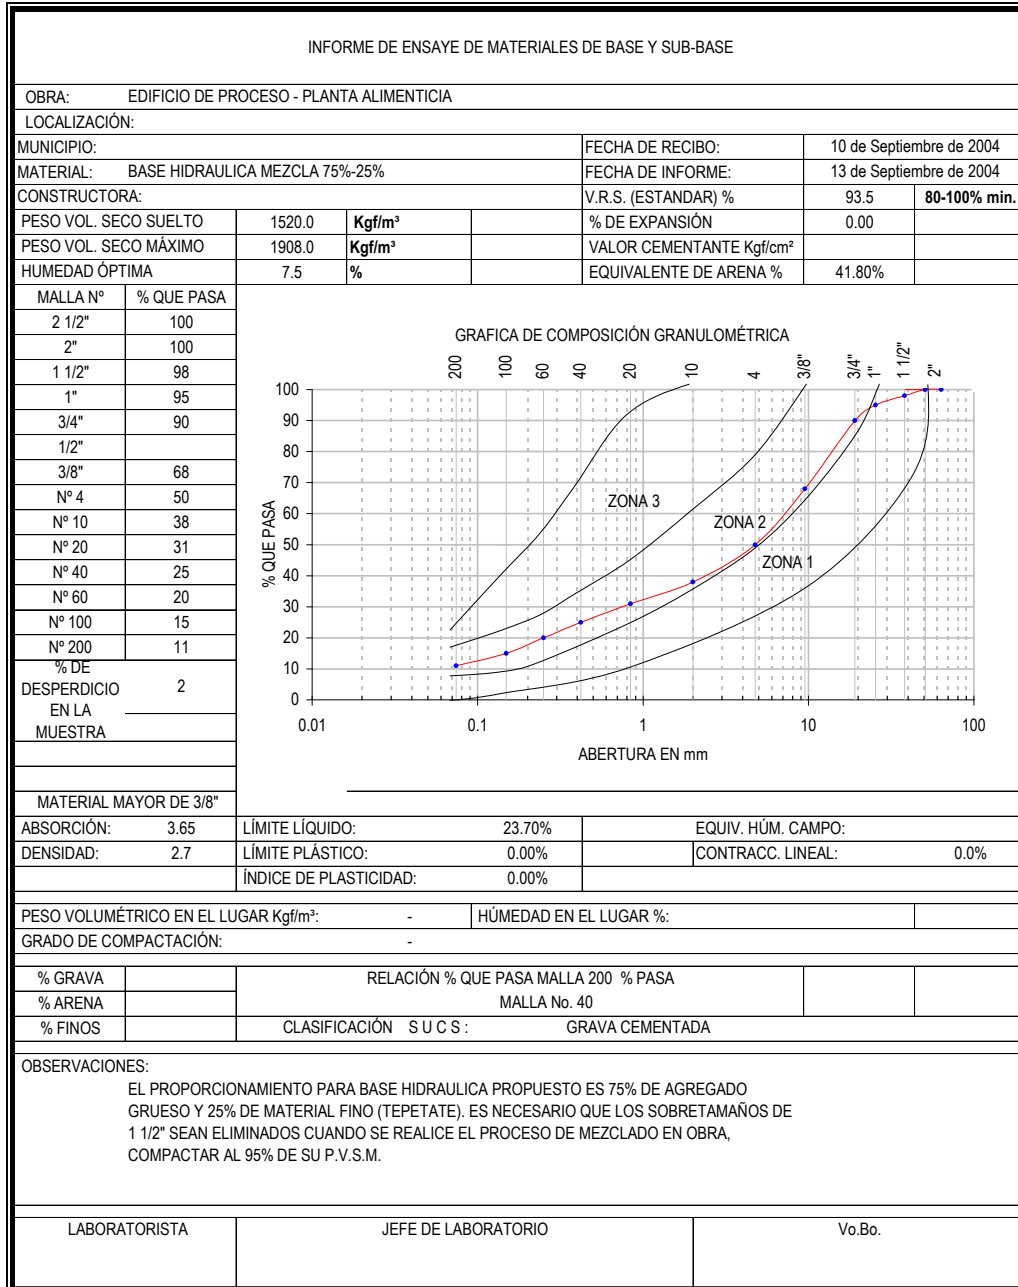 INFORME DE ENSAYE DE MATERIALES DE BASE Y SUB-BASE
OBRA: EDIFICIO DE PROCESO - PLANTA ALIMENTICIA
LOCALIZACIÓN:
MUNICIPIO: FECHA DE RECIBO: 10 de Septiembre de 2004
MATERIAL: BASE HIDRAULICA MEZCLA 75%-25% FECHA DE INFORME: 13 de Septiembre de 2004
CONSTRUCTORA: V.R.S. (ESTANDAR) % 93.5 80-100% min.
PESO VOL. SECO SUELTO 1520.0 Kgf/m³ % DE EXPANSIÓN 0.00
PESO VOL. SECO MÁXIMO 1908.0 Kgf/m³ VALOR CEMENTANTE Kgf/cm²
HUMEDAD ÓPTIMA 7.5 % EQUIVALENTE DE ARENA % 41.80%
MALLA Nº % QUE PASA
2 1/2" 100
2" 100
1 1/2" 98
1" 95
3/4" 90
1/2"
3/8" 68
Nº 4 50
Nº 10 38
Nº 20 31
Nº 40 25
Nº 60 20
Nº 100 15
Nº 200 11
% DE
DESPERDICIO 2
EN LA
MUESTRA
GRAFICA DE COMPOSICIÓN GRANULOMÉTRICA
200 100 60 40 20 10 4 3/8" 3/4" 1" 1 1/2" 2"
100
90
80
70
60
50
40
30
20
10
0
% QUE PASA
ZONA 3
ZONA 2
ZONA 1
0.01 0.1 1 10 100
ABERTURA EN mm
MATERIAL MAYOR DE 3/8"
ABSORCIÓN: 3.65 LÍMITE LÍQUIDO: 23.70% EQUIV. HÚM. CAMPO:
DENSIDAD: 2.7 LÍMITE PLÁSTICO: 0.00% CONTRACC. LINEAL: 0.0%
ÍNDICE DE PLASTICIDAD: 0.00%
PESO VOLUMÉTRICO EN EL LUGAR Kgf/m³: - HÚMEDAD EN EL LUGAR %:
GRADO DE COMPACTACIÓN: -
% GRAVA RELACIÓN % QUE PASA MALLA 200 % PASA
% ARENA MALLA No. 40
% FINOS CLASIFICACIÓN S U C S : GRAVA CEMENTADA
OBSERVACIONES:
EL PROPORCIONAMIENTO PARA BASE HIDRAULICA PROPUESTO ES 75% DE AGREGADO
GRUESO Y 25% DE MATERIAL FINO (TEPETATE). ES NECESARIO QUE LOS SOBRETAMAÑOS DE
1 1/2" SEAN ELIMINADOS CUANDO SE REALICE EL PROCESO DE MEZCLADO EN OBRA,
COMPACTAR AL 95% DE SU P.V.S.M.
LABORATORISTA JEFE DE LABORATORIO Vo.Bo.